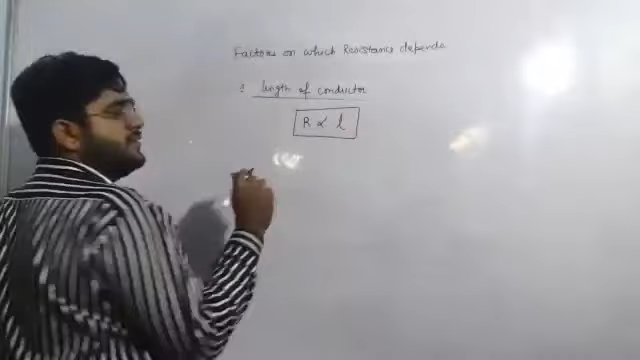 Factors on which Resistance depends
1 length of conductor
R ∝ l